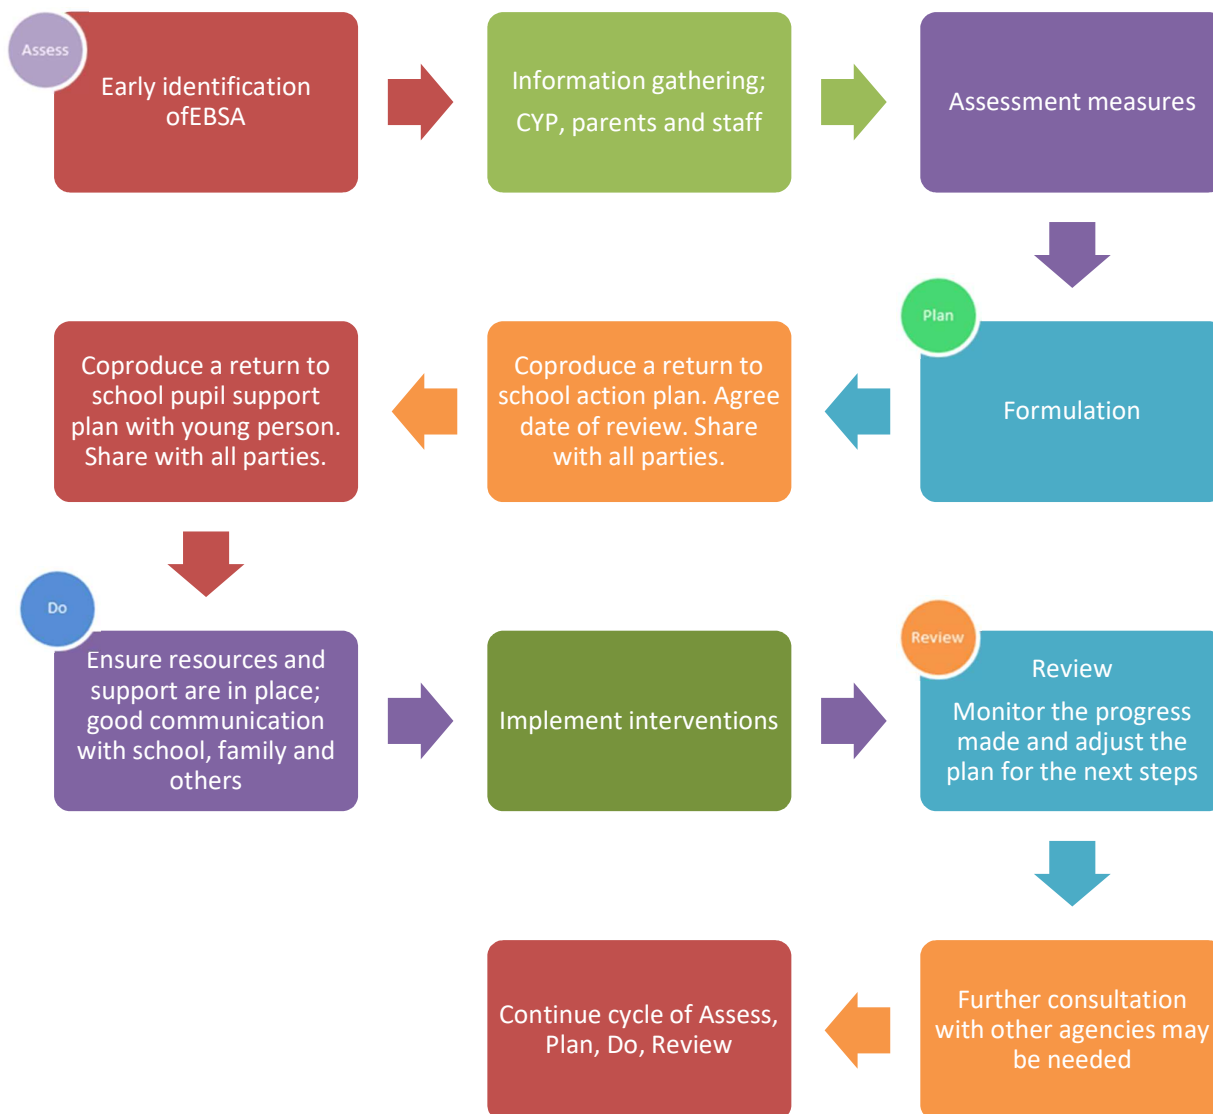 Assess
Early identification
ofEBSA
Information gathering;
CYP, parents and staff
Assessment measures
Plan
Formulation
Coproduce a return to
school action plan. Agree
date of review. Share
with all parties.
Coproduce a return to
school pupil support
plan with young person.
Share with all parties.
Do
Ensure resources and
support are in place;
good communication
with school, family and
others
Implement interventions
Review
Review
Monitor the progress
made and adjust the
plan for the next steps
Further consultation
with other agencies may
be needed
Continue cycle of Assess,
Plan, Do, Review